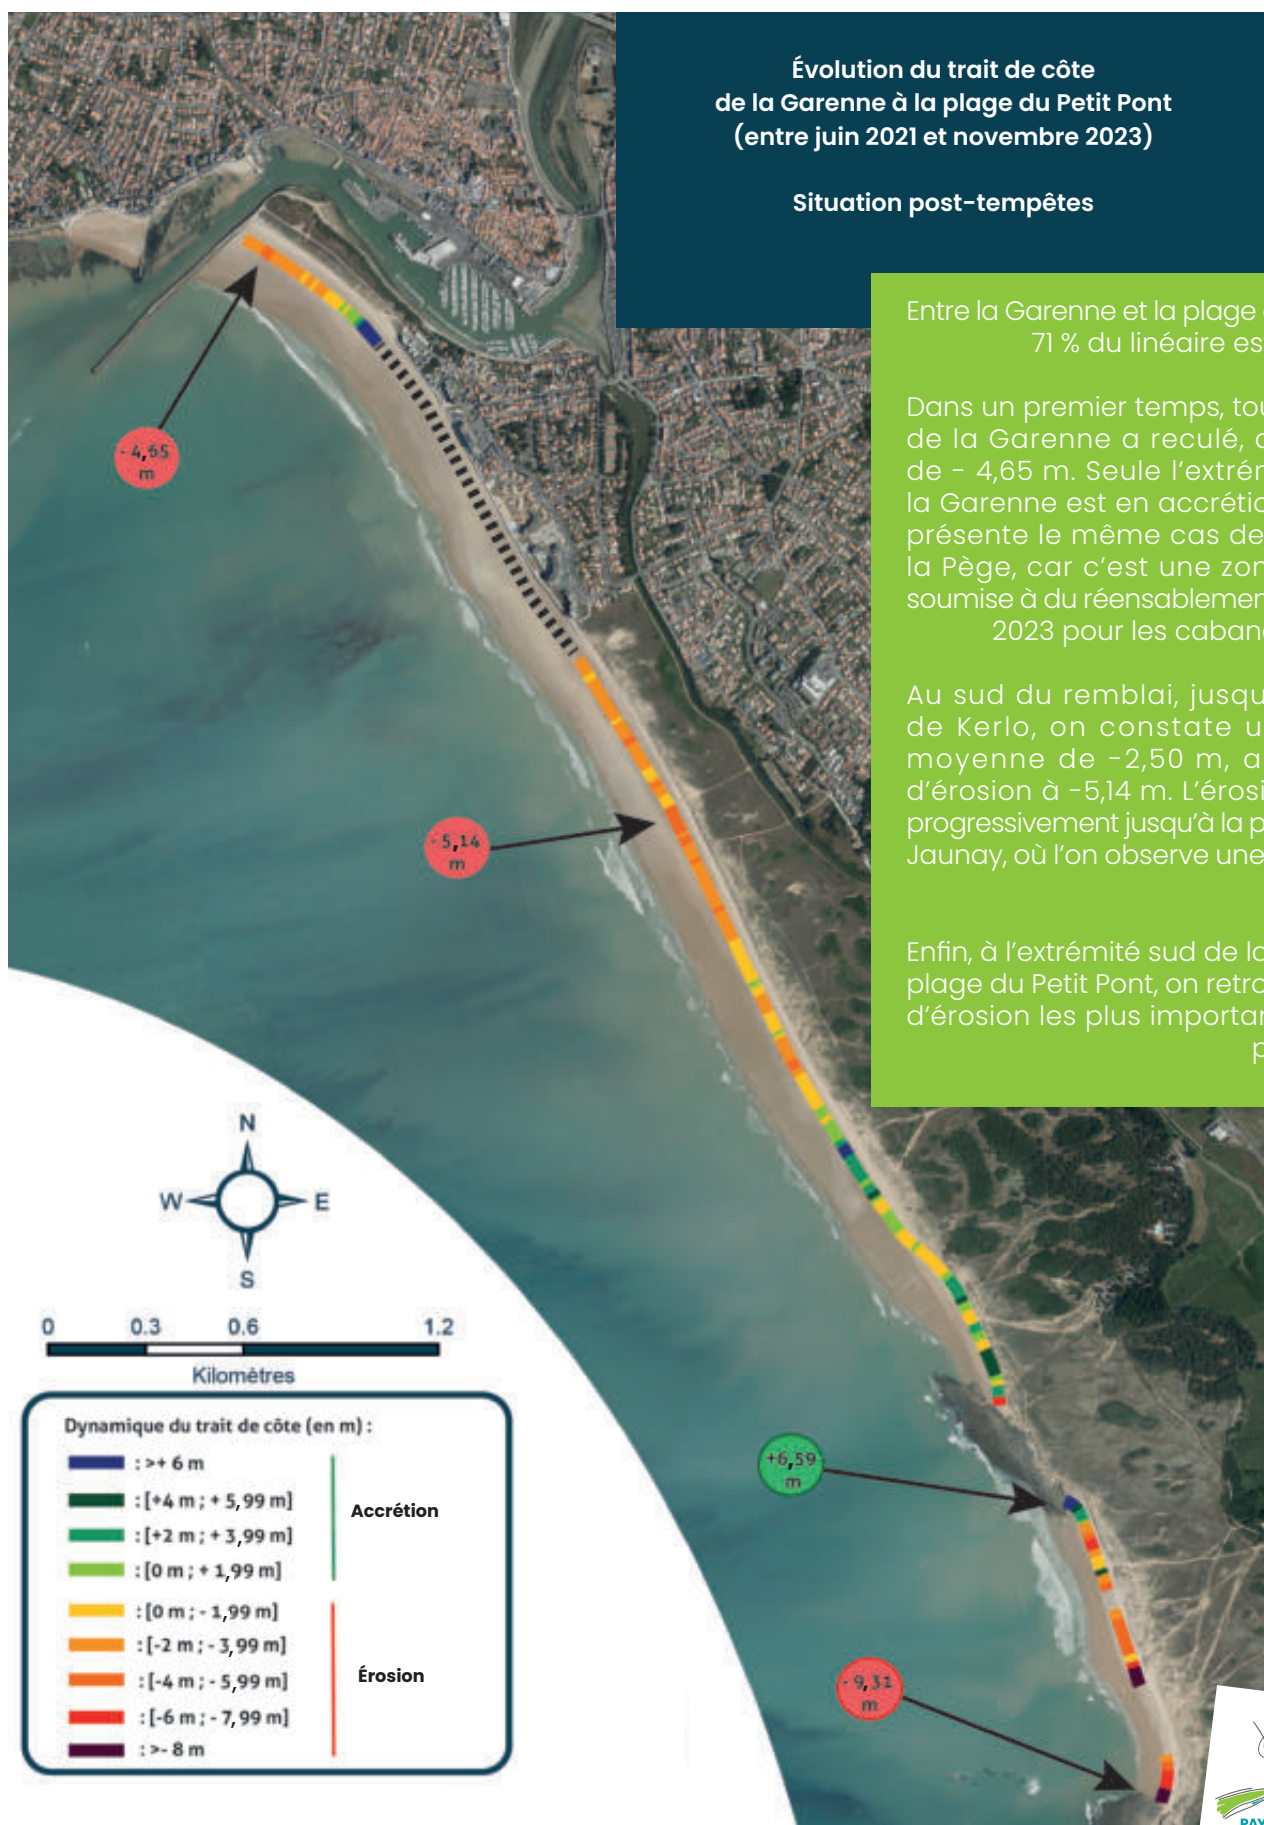 Évolution du trait de côte
de la Garenne à la plage du Petit Pont
(entre juin 2021 et novembre 2023)
Situation post-tempêtes
Entre la Garenne et la plage
71 % du linéaire es
Dans un premier temps, tou
de la Garenne a reculé,
de - 4,65 m. Seule l'extrém
la Garenne est en accrétio
présente le même cas de
la Pège, car c'est une zon
soumise à du réensablemen
2023 pour les caban
Au sud du remblai, jusqu
de Kerlo, on constate u
moyenne de -2,50 m, a
d'érosion à -5,14 m. L'érosi
progressivement jusqu'à la p
Jaunay, où l'on observe une
Enfin, à l'extrémité sud de la
plage du Petit Pont, on retro
d'érosion les plus importan
p
- 4,65
m
- 5,14
m
+6,59
m
- 9,31
m
N
W E
S
0 0.3 0.6 1.2
Kilomètres
Dynamique du trait de côte (en m) :
: >+ 6 m
: [+4 m ; + 5,99 m]
: [+2 m ; + 3,99 m]
: [0 m ; + 1,99 m]
Accrétion
: [0 m ; - 1,99 m]
: [-2 m ; - 3,99 m]
: [-4 m ; - 5,99 m]
: [-6 m ; - 7,99 m]
: >- 8 m
Érosion
PAY